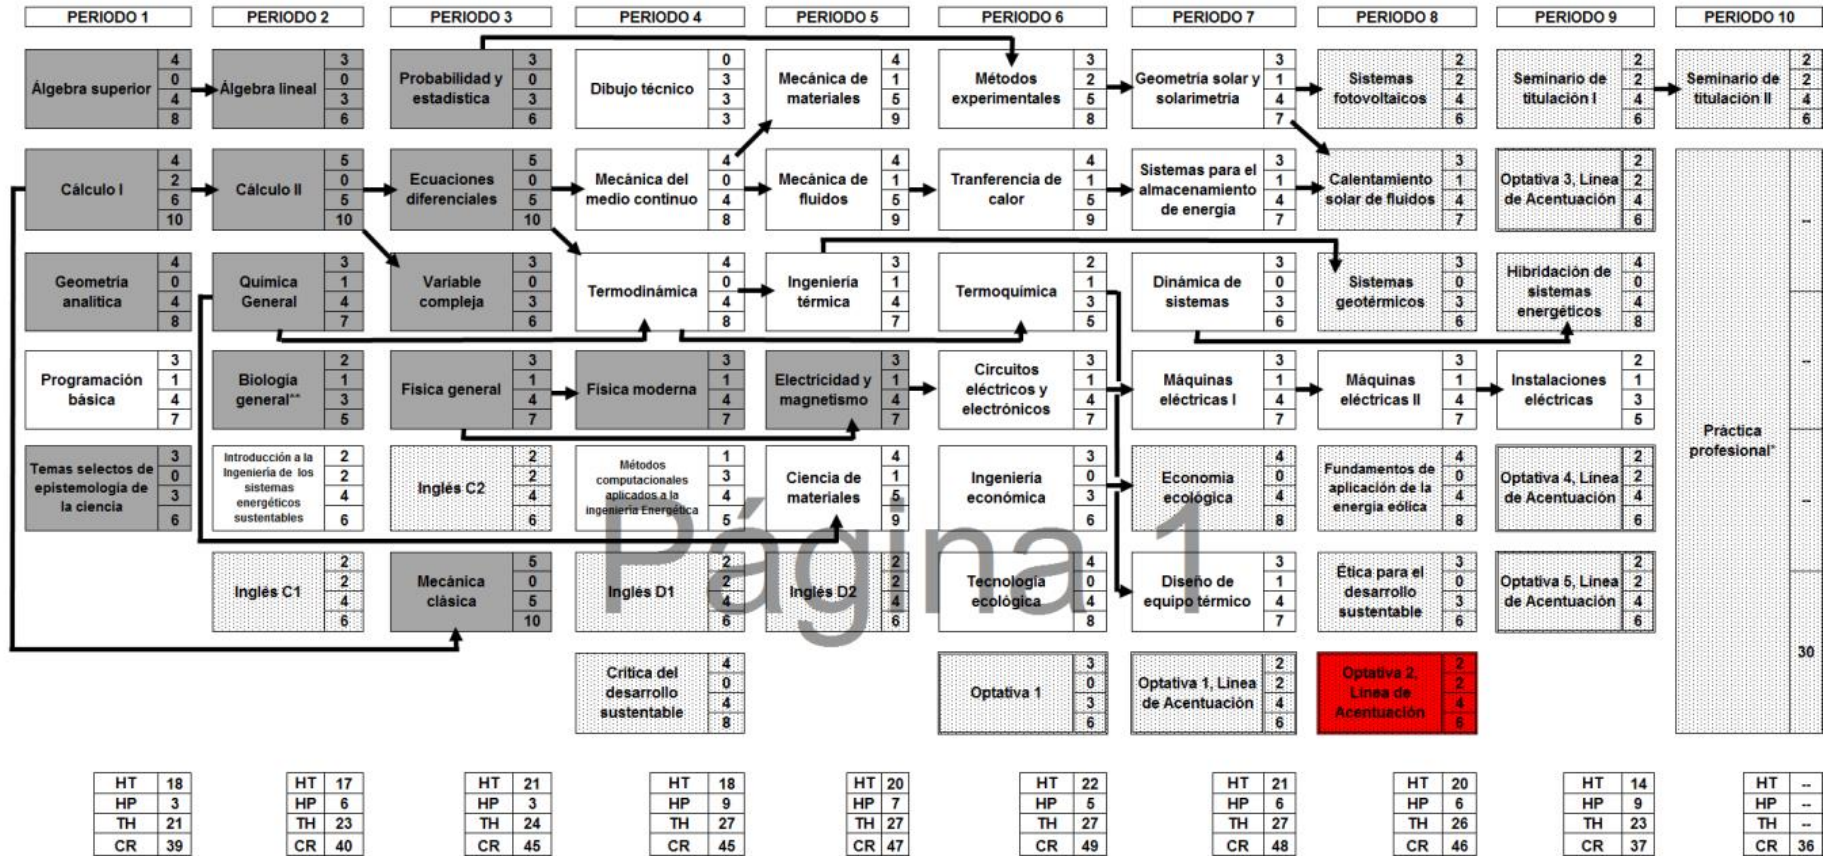 PERIODO 1
PERIODO 2
PERIODO 3
PERIODO 4
PERIODO 5
PERIODO 6
PERIODO 7
PERIODO 8
PERIODO 9
PERIODO 10
Álgebra superior
4
0
4
8
Álgebra lineal
3
0
3
6
Probabilidad y
estadística
3
0
3
6
Dibujo técnico
0
3
3
3
Mecánica de
materiales
4
1
5
9
Métodos
experimentales
3
2
5
8
Geometría solar y
solarimetría
3
1
4
7
Sistemas
fotovoltaicos
2
2
4
6
Seminario de
titulación I
2
2
4
6
Seminario de
titulación II
2
2
4
6
Cálculo I
4
2
6
10
Cálculo II
5
0
5
10
Ecuaciones
diferenciales
5
0
5
10
Mecánica del
medio continuo
4
0
4
8
Mecánica de
fluidos
4
1
5
9
Tranferencia de
calor
4
1
5
9
Sistemas para el
almacenamiento
de energía
3
1
4
7
Calentamiento
solar de fluidos
3
1
4
7
Optativa 3, Línea
de Acentuación
2
2
4
6
Geometría
analítica
4
0
4
8
Química
General
3
1
4
7
Variable
compleja
3
0
3
6
Termodinámica
4
0
4
8
Ingeniería
térmica
3
1
4
7
Termoquímica
2
1
3
5
Dinámica de
sistemas
3
0
3
6
Sistemas
geotérmicos
3
0
3
6
Hibridación de
sistemas
energéticos
4
0
4
8
Programación
básica
3
1
4
7
Biología
general**
2
1
3
5
Física general
3
1
4
7
Física moderna
3
1
4
7
Electricidad y
magnetismo
3
1
4
7
Circuitos
eléctricos y
electrónicos
3
1
4
7
Máquinas
eléctricas I
3
1
4
7
Máquinas
eléctricas II
3
1
4
7
Instalaciones
eléctricas
2
1
3
5
Temas selectos de
epistemología de
la ciencia
3
0
3
6
Introducción a la
Ingeniería de los
sistemas
energéticos
sustentables
2
2
4
6
Inglés C2
2
2
4
6
Métodos
computacionales
aplicados a la
ingeniería Energética
1
3
4
5
Ciencia de
materiales
4
1
5
9
Ingeniería
económica
3
0
3
6
Economía
ecológica
4
0
4
8
Fundamentos de
aplicación de la
energía eólica
4
0
4
8
Optativa 4, Línea
de Acentuación
2
2
4
6
Práctica
profesional*
--
--
--
30
Inglés C1
2
2
4
6
Mecánica
clásica
5
0
5
10
Inglés D1
2
2
4
6
Inglés D2
2
2
4
6
Tecnología
ecológica
4
0
4
8
Diseño de
equipo térmico
3
1
4
7
Ética para el
desarrollo
sustentable
3
0
3
6
Optativa 5, Línea
de Acentuación
2
2
4
6
Página 1
Crítica del
desarrollo
sustentable
4
0
4
8
Optativa 1
3
0
3
6
Optativa 1, Línea
de Acentuación
2
2
4
6
Optativa 2,
Línea de
Acentuación
2
2
4
6
HT 18
HP 3
TH 21
CR 39
HT 17
HP 6
TH 23
CR 40
HT 21
HP 3
TH 24
CR 45
HT 18
HP 9
TH 27
CR 45
HT 20
HP 7
TH 27
CR 47
HT 22
HP 5
TH 27
CR 49
HT 21
HP 6
TH 27
CR 48
HT 20
HP 6
TH 26
CR 46
HT 14
HP 9
TH 23
CR 37
HT --
HP --
TH --
CR 36